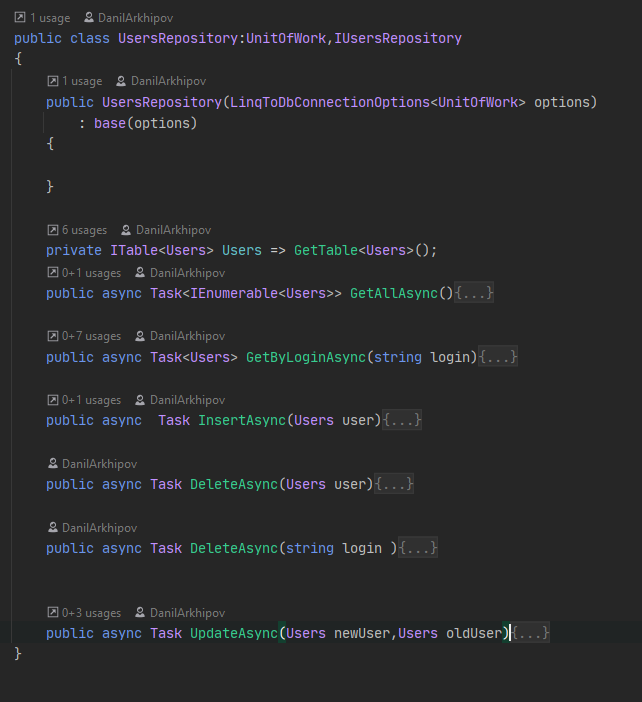 1 usage DanilArkhipov
public class UsersRepository:UnitOfWork,IUsersRepository
{
1 usage DanilArkhipov
public UsersRepository(LinqToDbConnectionOptions<UnitOfWork> options)
: base(options)
{
}
6 usages DanilArkhipov
private ITable<Users> Users => GetTable<Users>();
0+1 usages DanilArkhipov
public async Task<IEnumerable<Users>> GetAllAsync(){...}
0+7 usages DanilArkhipov
public async Task<Users> GetByLoginAsync(string login){...}
0+1 usages DanilArkhipov
public async  Task InsertAsync(Users user){...}
DanilArkhipov
public async Task DeleteAsync(Users user){...}
DanilArkhipov
public async Task DeleteAsync(string login ){...}
0+3 usages DanilArkhipov
public async Task UpdateAsync(Users newUser,Users oldUser){...}
}